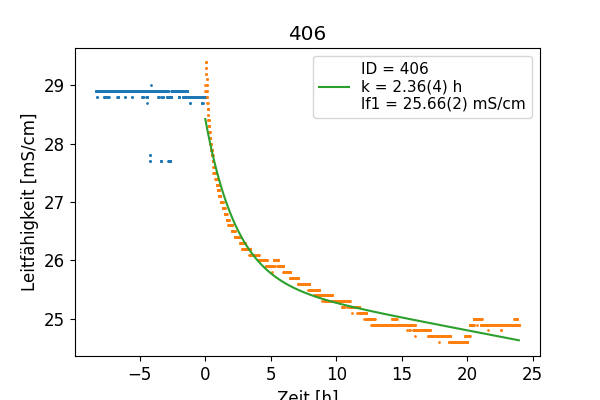 406
29
28
27
26
25
Leitfähigkeit [mS/cm]
ID = 406
k = 2.36(4) h
lf1 = 25.66(2) mS/cm
−5
0
5
10
15
20
25
Zeit [h]